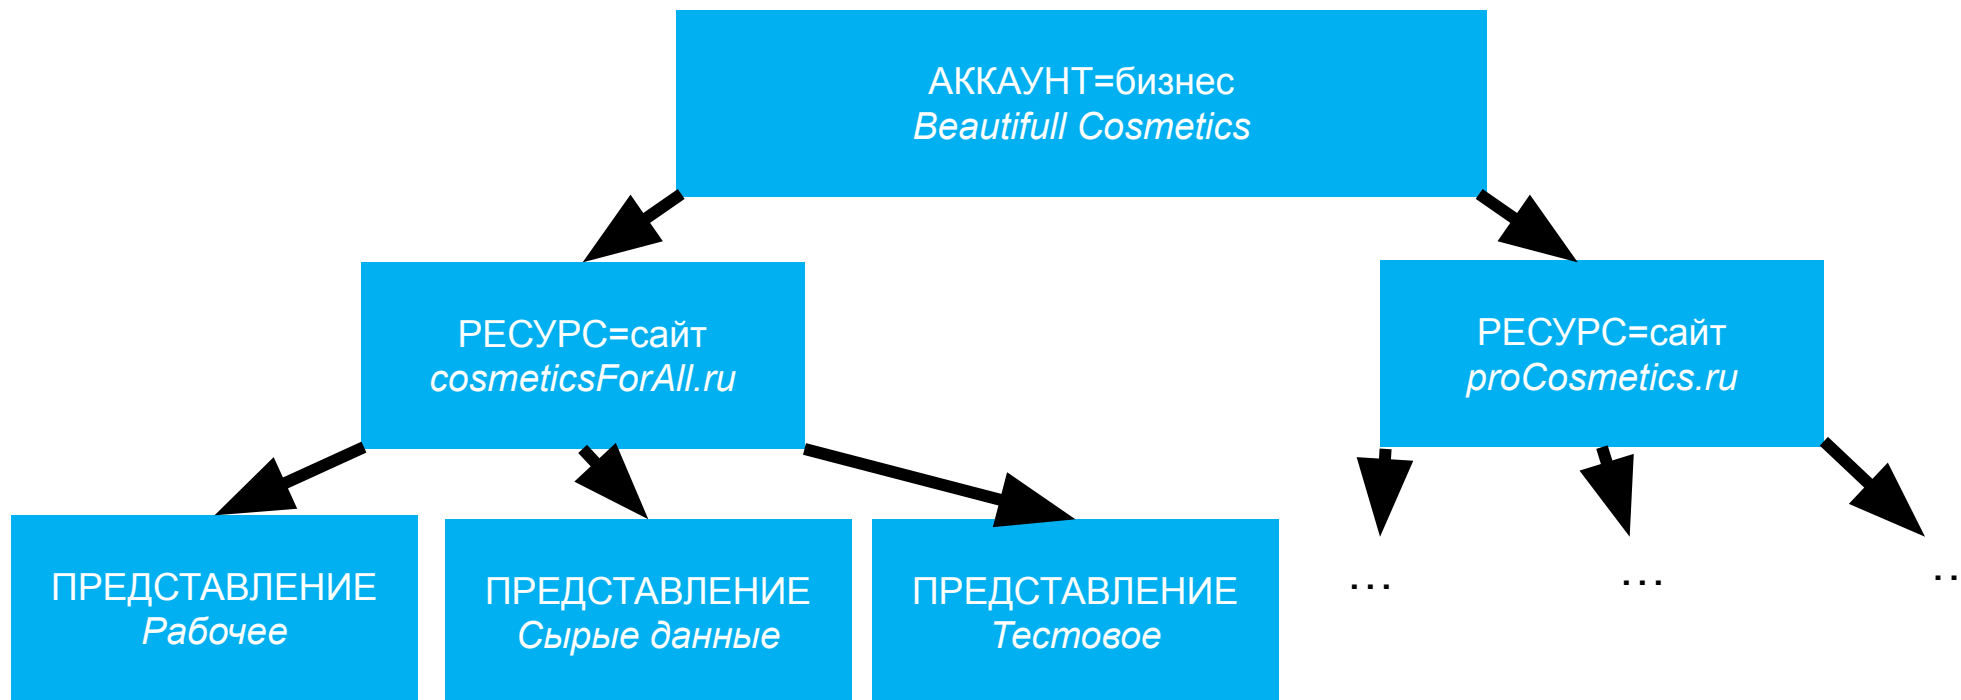 АККАУНТ=бизнес
Beautifull Cosmetics
РЕСУРС=сайт
cosmeticsForAll.ru
РЕСУРС=сайт
proCosmetics.ru
ПРЕДСТАВЛЕНИЕ
Рабочее
ПРЕДСТАВЛЕНИЕ
Сырые данные
ПРЕДСТАВЛЕНИЕ
Тестовое
...
...
..